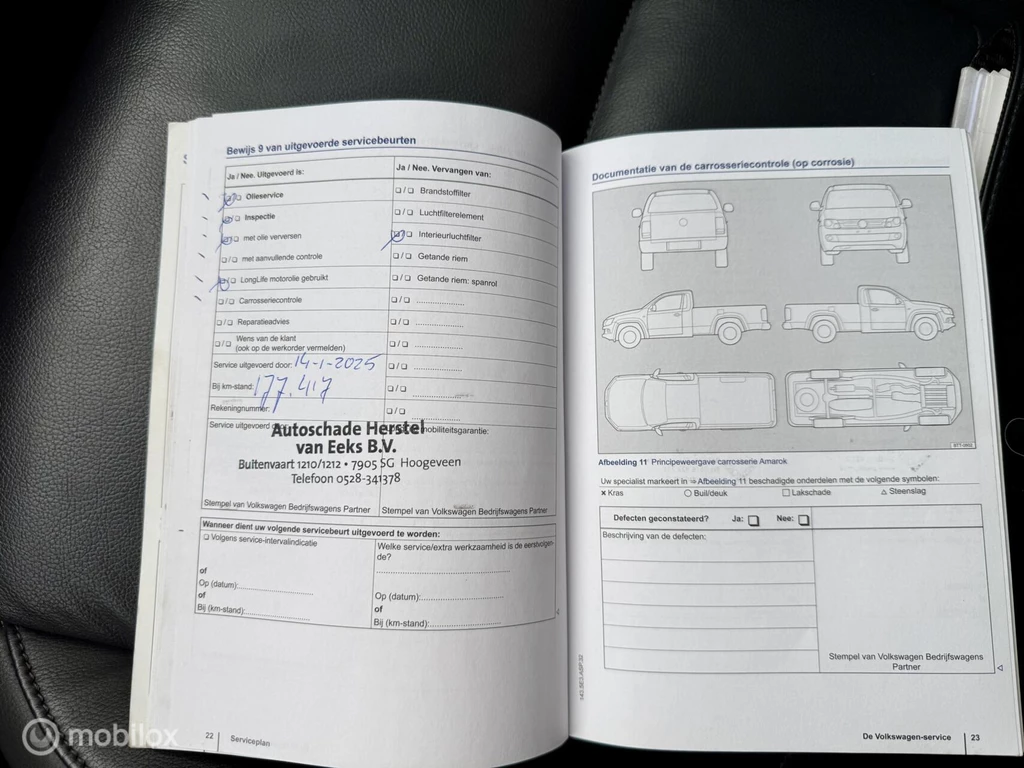 Bewijs 9 van uitgevoerde servicebeurten
Ja / Nee. Uitgevoerd is:
Ja / Nee. Vervangen van:
Olieservice
Brandstoffilter
Inspectie
Luchtfilterelement
met olie verversen
Interieurluchtfilter
met aanvullende controle
Getande riem
LongLife motorolie gebruikt
Getande riem: spanrol
Carrosseriecontrole
Reparatieadvies
Wens van de klant
(ook op de werkorder vermelden)
Service uitgevoerd door: 14-1-2025
Bij km-stand: 177.417
Rekeningnummer:
Service uitgevoerd
mobiliteitsgarantie:
Autoschade Herstel
van Eeks B.V.
Buitenvaart 1210/1212 • 7905 SG Hoogeveen
Telefoon 0528-341378
Stempel van Volkswagen Bedrijfswagens Partner
Stempel van Volkswagen Bedrijfswagens Partner
Wanneer dient uw volgende servicebeurt uitgevoerd te worden:
Volgens service-intervalindicatie
of
Op (datum):
of
Bij (km-stand):
Welke service/extra werkzaamheid is de eerstvolgen-
de?
Op (datum):
of
Bij (km-stand):
22 Serviceplan
Documentatie van de carrosseriecontrole (op corrosie)
Afbeelding 11 Principeweergave carrosserie Amarok
Uw specialist markeert in ⇒ Afbeelding 11 beschadigde onderdelen met de volgende symbolen:
× Kras ○ Buil/deuk □ Lakschade △ Steenslag
Defecten geconstateerd? Ja: □ Nee: □
Beschrijving van de defecten:
Stempel van Volkswagen Bedrijfswagens
Partner
De Volkswagen-service 23
mobilox